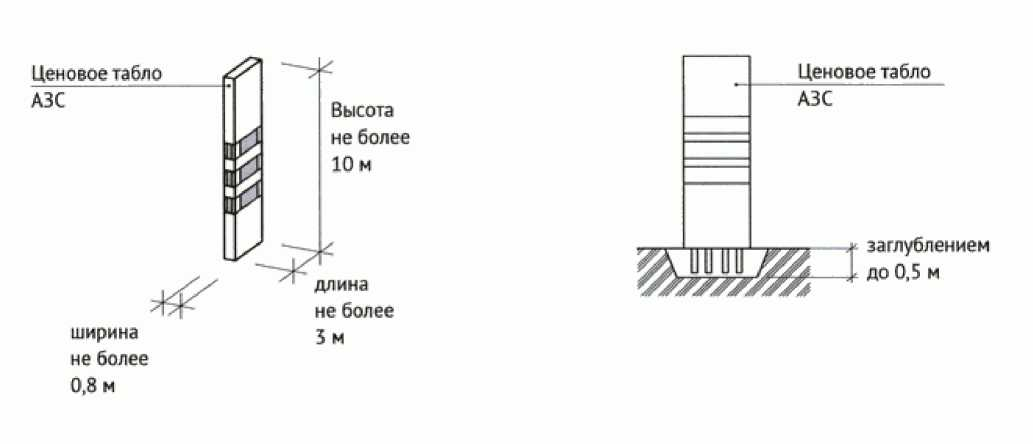 Ценовое табло
АЗС
Высота
не более
10 м
длина
не более
3 м
ширина
не более
0,8 м
Ценовое табло
АЗС
заглублением
до 0,5 м